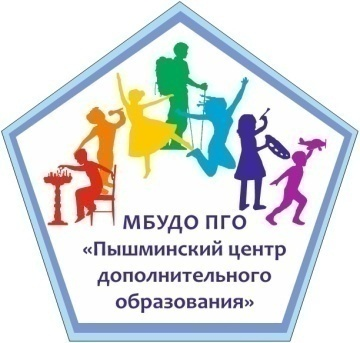 МБУДО ПГО
«Пышминский центр
дополнительного
образования»